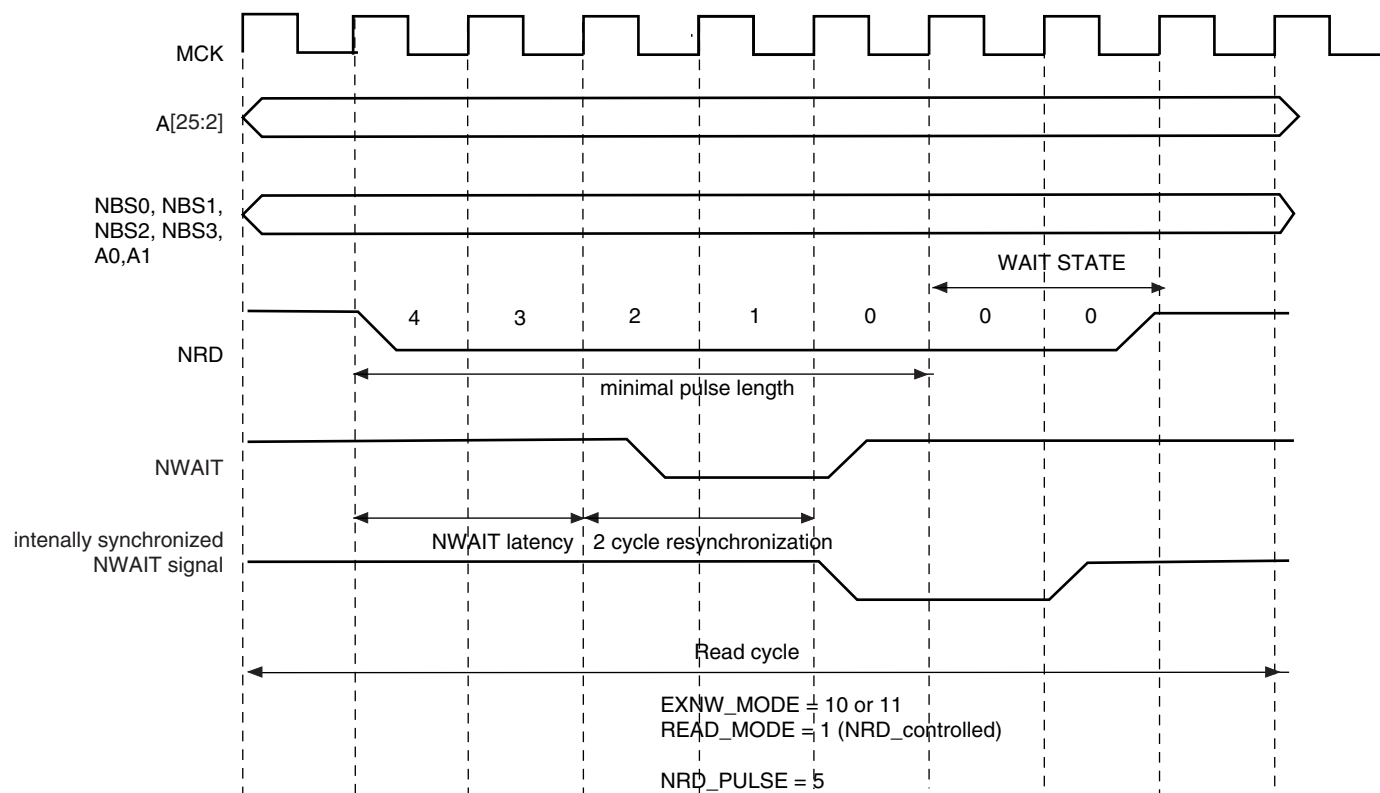 MCK
A[25:2]
NBS0, NBS1,
NBS2, NBS3,
A0,A1
WAIT STATE
4 3 2 1 0 0 0
NRD
minimal pulse length
NWAIT
NWAIT latency 2 cycle resynchronization
intenally synchronized
NWAIT signal
Read cycle
EXNW_MODE = 10 or 11
READ_MODE = 1 (NRD_controlled)
NRD_PULSE = 5